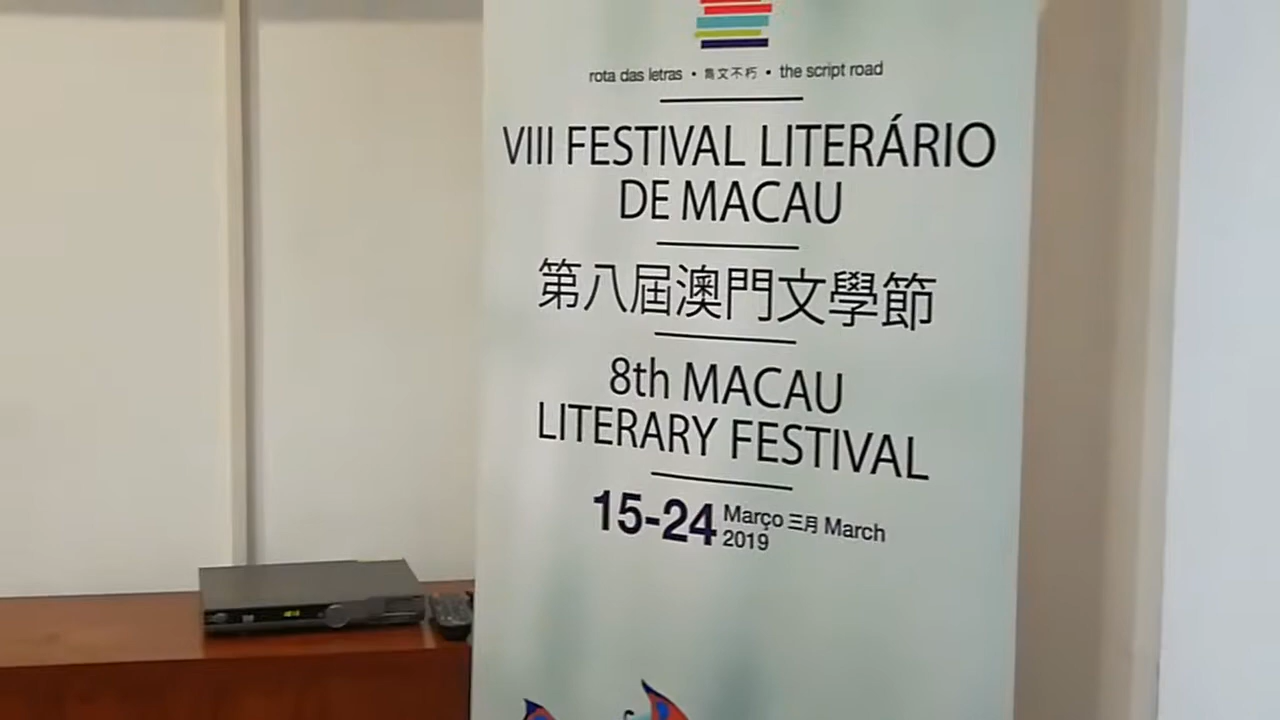 rota das letras • 雋文不朽 • the script road
VIII FESTIVAL LITERÁRIO
DE MACAU
第八屆澳門文學節
8th MACAU
LITERARY FESTIVAL
15-24 Março 三月 March
2019